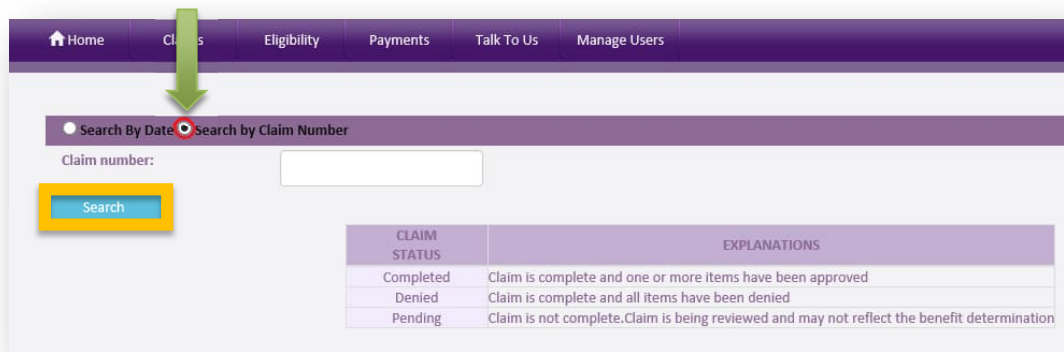 Home Eligibility Payments Talk To Us Manage Users
Search By Date Search by Claim Number
Claim number:
Search
CLAIM STATUS EXPLANATIONS
Completed Claim is complete and one or more items have been approved
Denied Claim is complete and all items have been denied
Pending Claim is not complete.Claim is being reviewed and may not reflect the benefit determination